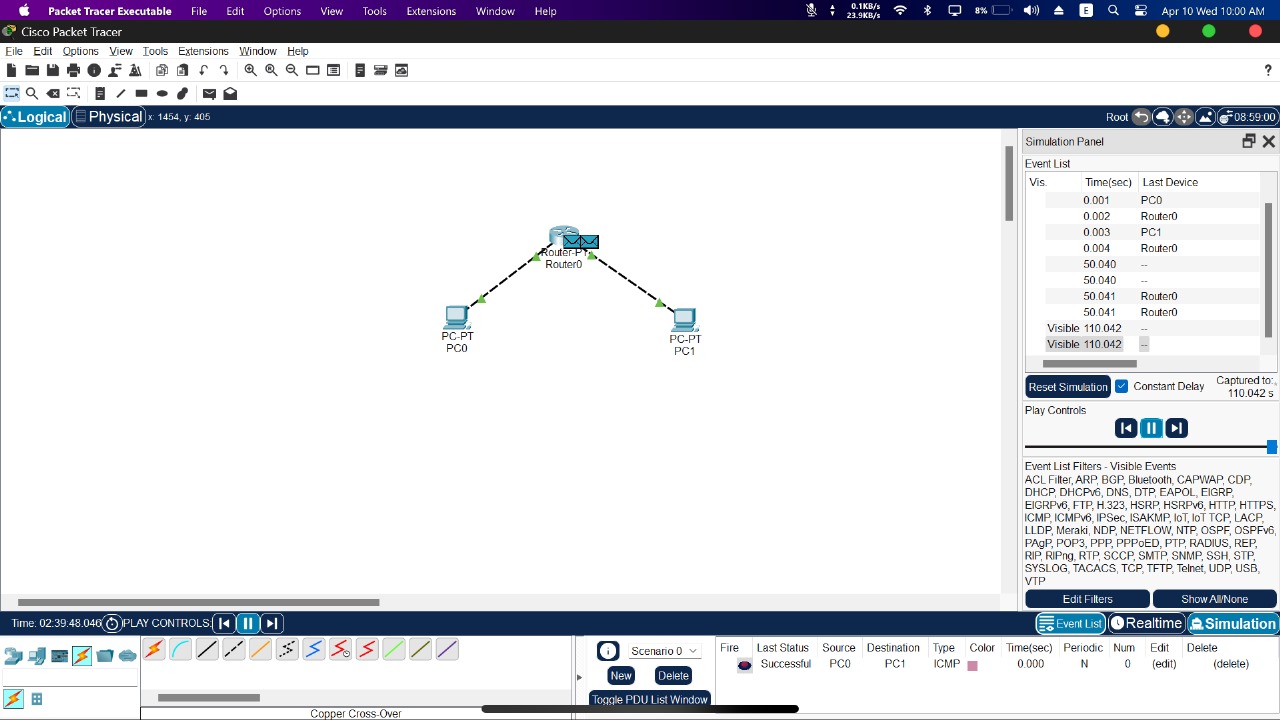 Packet Tracer Executable File Edit Options View Tools Extensions Window Help 0.1KB/s 23.9KB/s 8% E Apr 10 Wed 10:00 AM
Cisco Packet Tracer
File Edit Options View Tools Extensions Window Help
?
Logical Physical x: 1454, y: 405 Root 08:59:00
Simulation Panel
Event List
Vis. Time(sec) Last Device
0.001 PC0
0.002 Router0
0.003 PC1
0.004 Router0
50.040 --
50.040 --
50.041 Router0
50.041 Router0
Visible 110.042 --
Visible 110.042 --
Router-PT
Router0
PC-PT
PC0
PC-PT
PC1
Reset Simulation Constant Delay Captured to:
110.042 s
Play Controls
Event List Filters - Visible Events
ACL Filter, ARP, BGP, Bluetooth, CAPWAP, CDP,
DHCP, DHCPv6, DNS, DTP, EAPOL, EIGRP,
EIGRPv6, FTP, H.323, HSRP, HSRPv6, HTTP, HTTPS,
ICMP, ICMPv6, IPSec, ISAKMP, IoT, IoT TCP, LACP,
LLDP, Meraki, NDP, NETFLOW, NTP, OSPF, OSPFv6,
PAgP, POP3, PPP, PPPoED, PTP, RADIUS, REP,
RIP, RIPng, RTP, SCCP, SMTP, SNMP, SSH, STP,
SYSLOG, TACACS, TCP, TFTP, Telnet, UDP, USB,
VTP
Edit Filters Show All/None
Time: 02:39:48.046 PLAY CONTROLS: Event List Realtime Simulation
Scenario 0
New Delete
Toggle PDU List Window
Fire Last Status Source Destination Type Color Time(sec) Periodic Num Edit Delete
Successful PC0 PC1 ICMP 0.000 N 0 (edit) (delete)
Copper Cross-Over